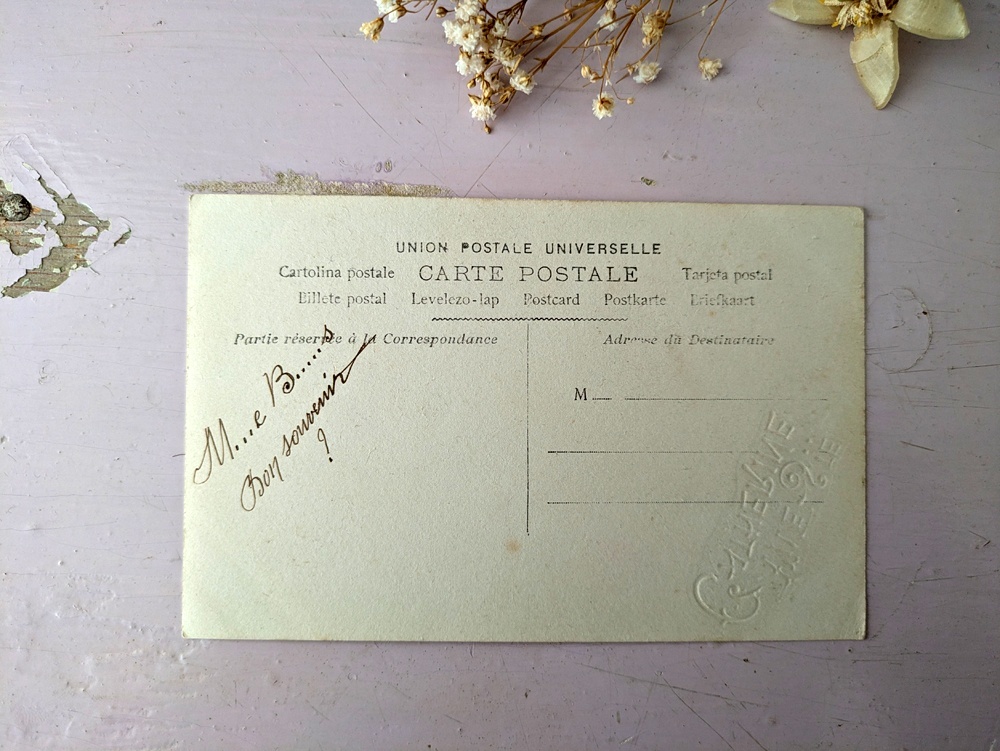 UNION POSTALE UNIVERSELLE
Cartolina postale CARTE POSTALE Tarjeta postal
Billete postal Levelezo-lap Postcard Postkarte Briefkaart
Partie réservée à la Correspondance
Adresse du Destinataire
M...e B.....s
Bon souvenir
?
M